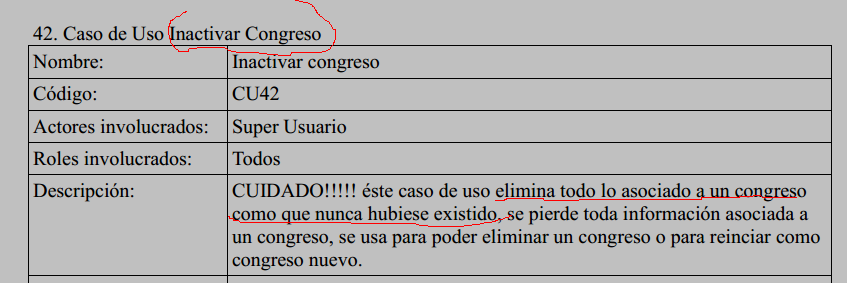 42. Caso de Uso Inactivar Congreso
Nombre: Inactivar congreso
Código: CU42
Actores involucrados: Super Usuario
Roles involucrados: Todos
Descripción: CUIDADO!!!!! éste caso de uso elimina todo lo asociado a un congreso
como que nunca hubiese existido, se pierde toda información asociada a
un congreso, se usa para poder eliminar un congreso o para reinciar como
congreso nuevo.